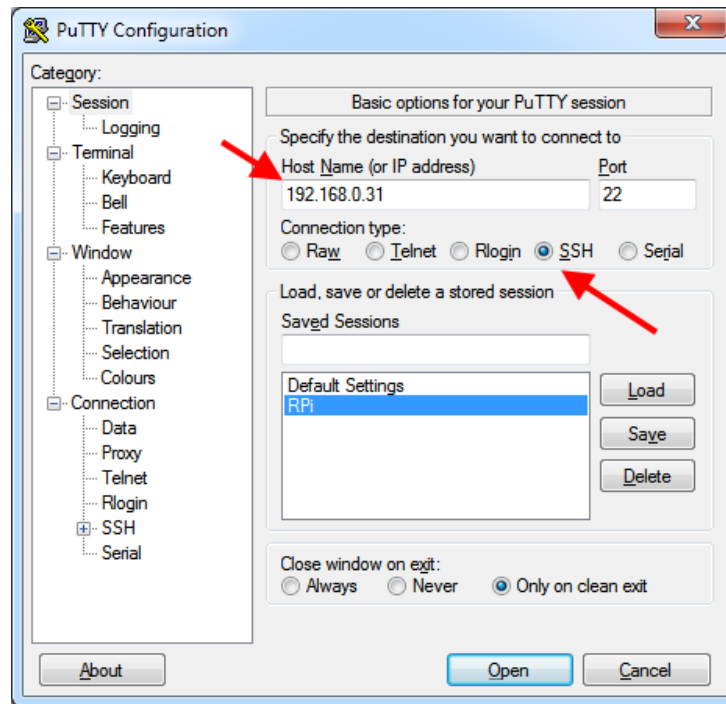 PuTTY Configuration
Category:
Session
Logging
Terminal
Keyboard
Bell
Features
Window
Appearance
Behaviour
Translation
Selection
Colours
Connection
Data
Proxy
Telnet
Rlogin
SSH
Serial
Basic options for your PuTTY session
Specify the destination you want to connect to
Host Name (or IP address) Port
192.168.0.31 22
Connection type:
Raw Telnet Rlogin SSH Serial
Load, save or delete a stored session
Saved Sessions
Default Settings
RPi
Load
Save
Delete
Close window on exit:
Always Never Only on clean exit
About Open Cancel